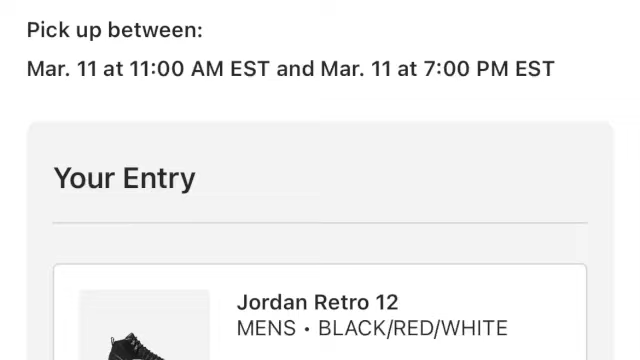 Pick up between:
Mar. 11 at 11:00 AM EST and Mar. 11 at 7:00 PM EST
Your Entry
Jordan Retro 12
MENS • BLACK/RED/WHITE